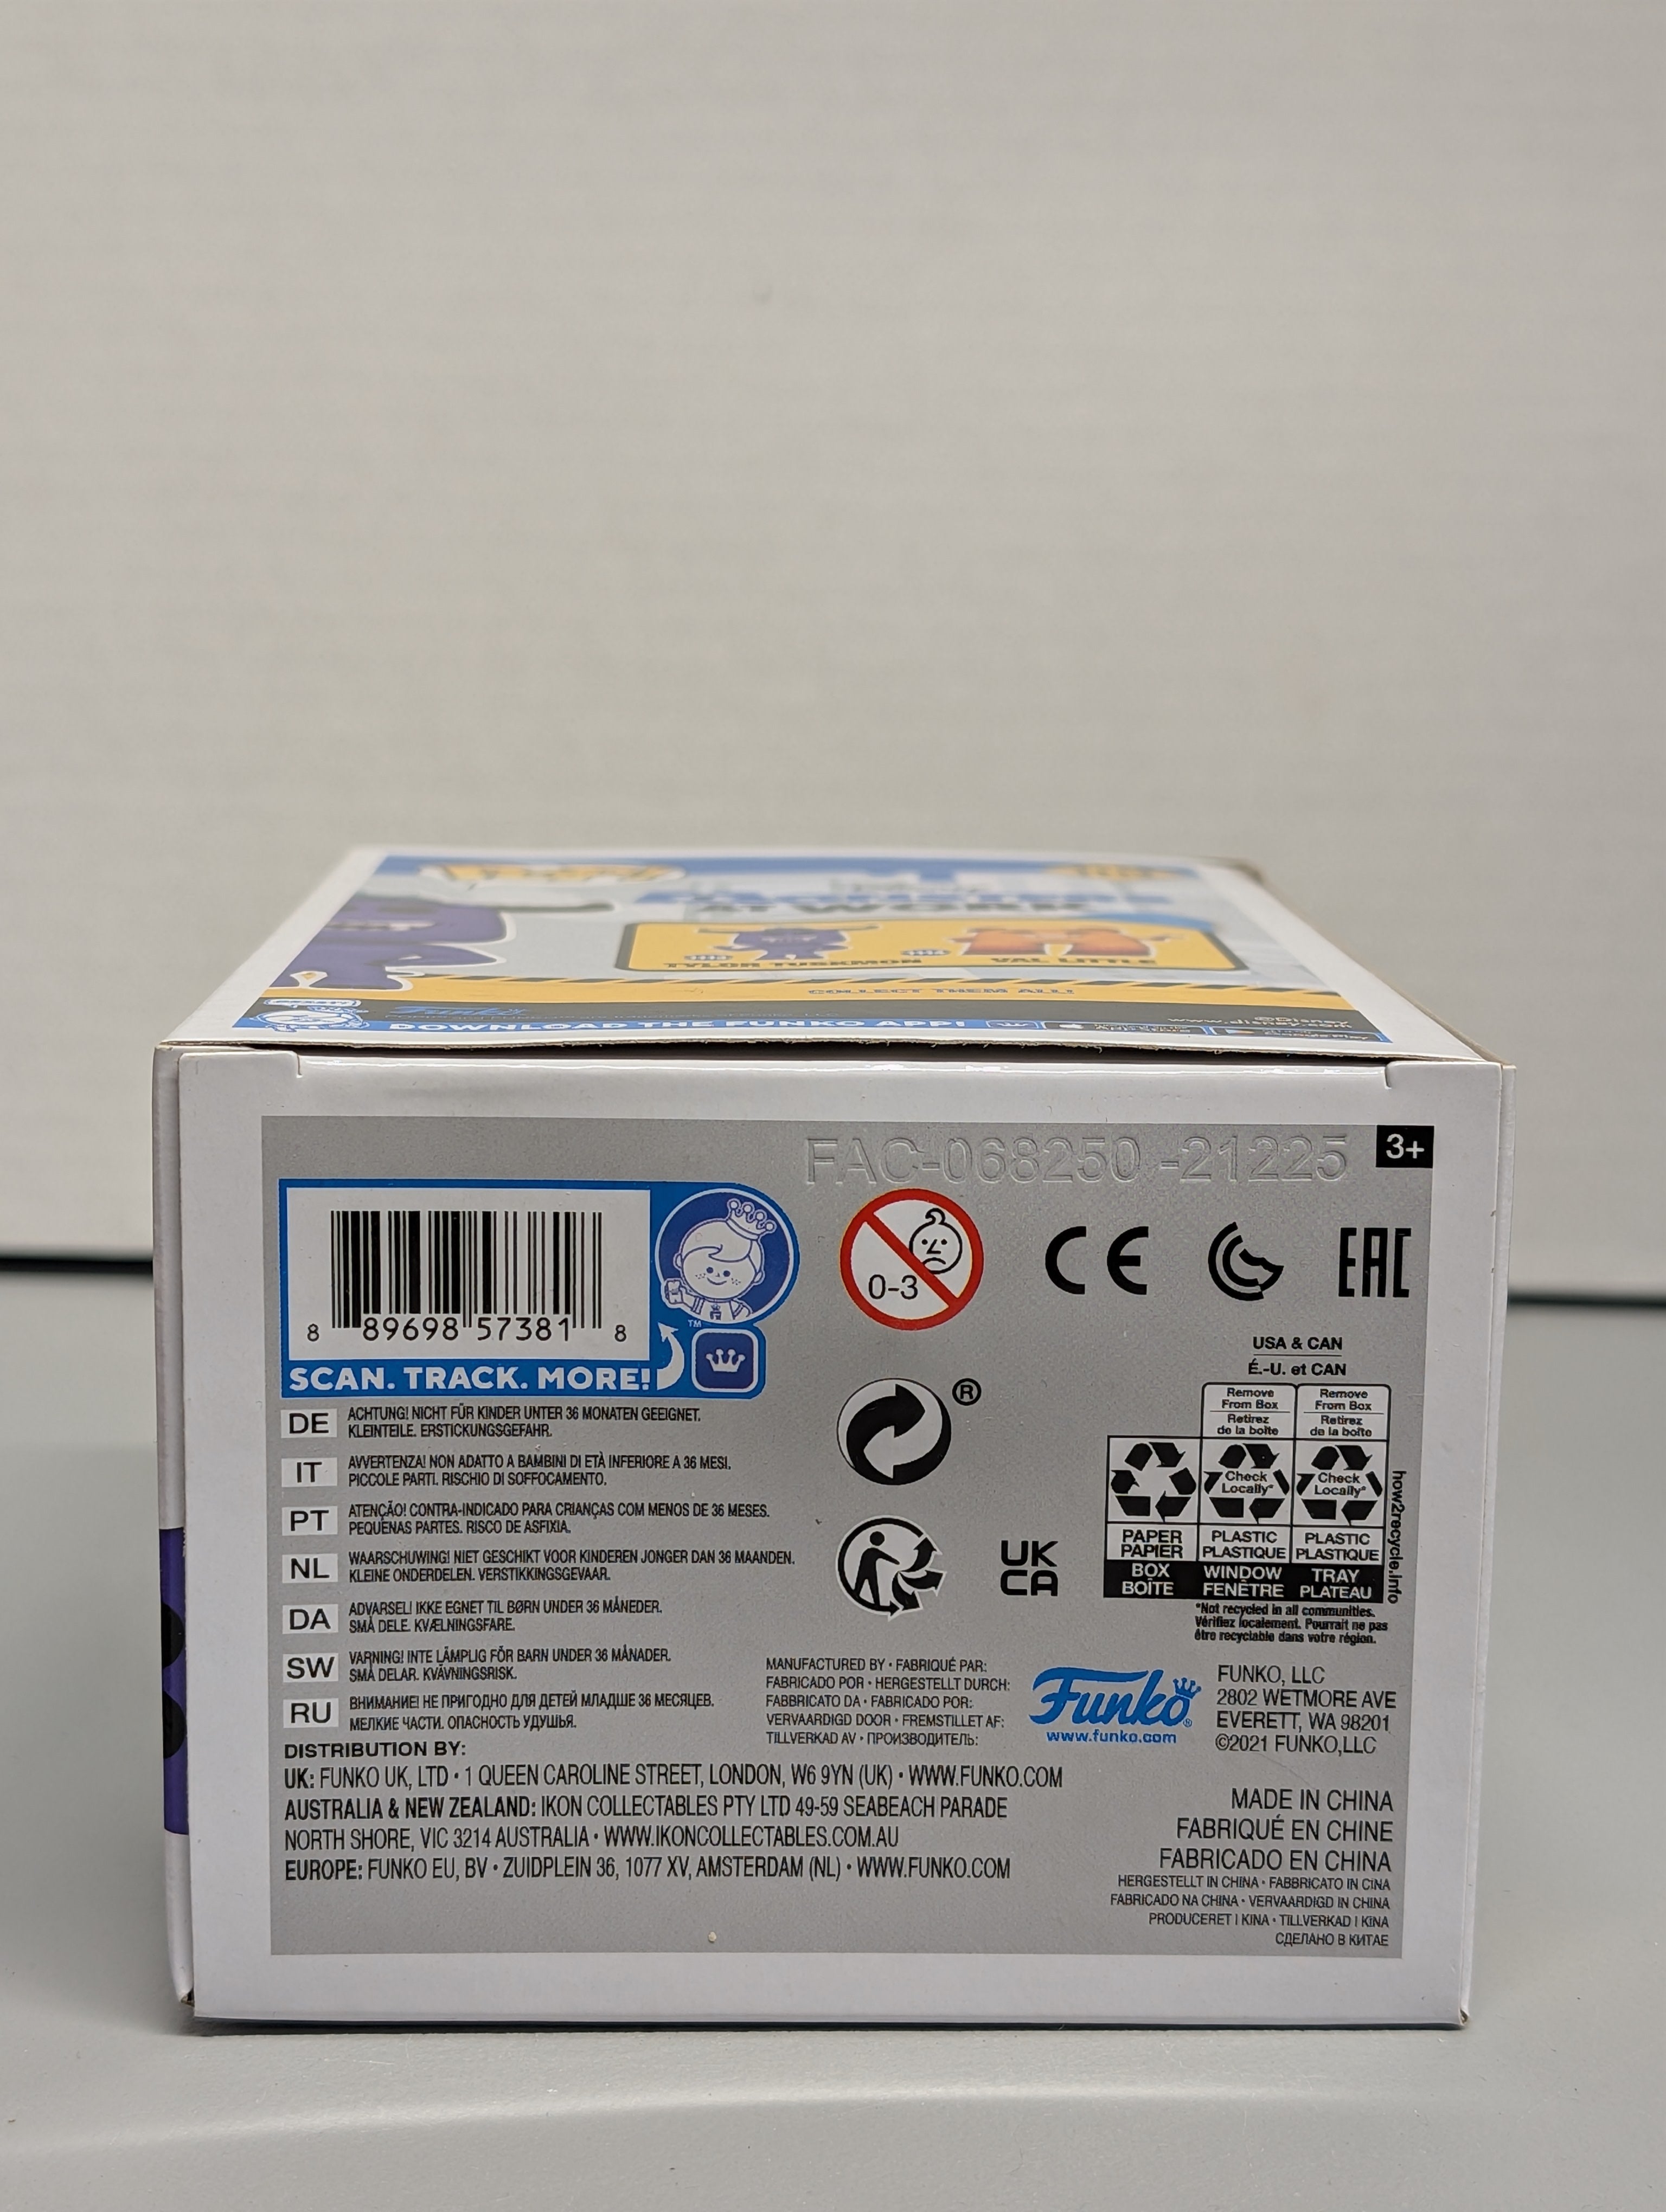 AT WORK
TYLOR TUSKMON
VAL LITTLE
COLLECT THEM ALL!
Funko
DOWNLOAD THE FUNKO APP!
www.disney.com
FAC-068250 -21225
3+
8 89698 57381 8
SCAN. TRACK. MORE!
TM
0-3
CE
EAC
USA & CAN
É.-U. et CAN
Remove
From Box
Retirez
de la boîte
Remove
From Box
Retirez
de la boîte
Check
Locally*
Check
Locally*
PAPER
PAPIER
PLASTIC
PLASTIQUE
PLASTIC
PLASTIQUE
BOX
BOÎTE
WINDOW
FENÊTRE
TRAY
PLATEAU
how2recycle.info
*Not recycled in all communities.
Vérifiez localement. Pourrait ne pas
être recyclable dans votre région.
®
UK
CA
DE
ACHTUNG! NICHT FÜR KINDER UNTER 36 MONATEN GEEIGNET.
KLEINTEILE. ERSTICKUNGSGEFAHR.
IT
AVVERTENZA! NON ADATTO A BAMBINI DI ETÀ INFERIORE A 36 MESI.
PICCOLE PARTI. RISCHIO DI SOFFOCAMENTO.
PT
ATENÇÃO! CONTRA-INDICADO PARA CRIANÇAS COM MENOS DE 36 MESES.
PEQUENAS PARTES. RISCO DE ASFIXIA.
NL
WAARSCHUWING! NIET GESCHIKT VOOR KINDEREN JONGER DAN 36 MAANDEN.
KLEINE ONDERDELEN. VERSTIKKINGSGEVAAR.
DA
ADVARSEL! IKKE EGNET TIL BØRN UNDER 36 MÅNEDER.
SMÅ DELE. KVÆLNINGSFARE.
SW
VARNING! INTE LÄMPLIG FÖR BARN UNDER 36 MÅNADER.
SMÅ DELAR. KVÄVNINGSRISK.
RU
ВНИМАНИЕ! НЕ ПРИГОДНО ДЛЯ ДЕТЕЙ МЛАДШЕ 36 МЕСЯЦЕВ.
МЕЛКИЕ ЧАСТИ. ОПАСНОСТЬ УДУШЬЯ.
MANUFACTURED BY • FABRIQUÉ PAR:
FABRICADO POR • HERGESTELLT DURCH:
FABBRICATO DA • FABRICADO POR:
VERVAARDIGD DOOR • FREMSTILLET AF:
TILLVERKAD AV • ПРОИЗВОДИТЕЛЬ:
Funko®
www.funko.com
FUNKO, LLC
2802 WETMORE AVE
EVERETT, WA 98201
©2021 FUNKO,LLC
DISTRIBUTION BY:
UK: FUNKO UK, LTD • 1 QUEEN CAROLINE STREET, LONDON, W6 9YN (UK) • WWW.FUNKO.COM
AUSTRALIA & NEW ZEALAND: IKON COLLECTABLES PTY LTD 49-59 SEABEACH PARADE
NORTH SHORE, VIC 3214 AUSTRALIA • WWW.IKONCOLLECTABLES.COM.AU
EUROPE: FUNKO EU, BV • ZUIDPLEIN 36, 1077 XV, AMSTERDAM (NL) • WWW.FUNKO.COM
MADE IN CHINA
FABRIQUÉ EN CHINE
FABRICADO EN CHINA
HERGESTELLT IN CHINA • FABBRICATO IN CINA
FABRICADO NA CHINA • VERVAARDIGD IN CHINA
PRODUCERET I KINA • TILLVERKAD I KINA
СДЕЛАНО В КИТАЕ